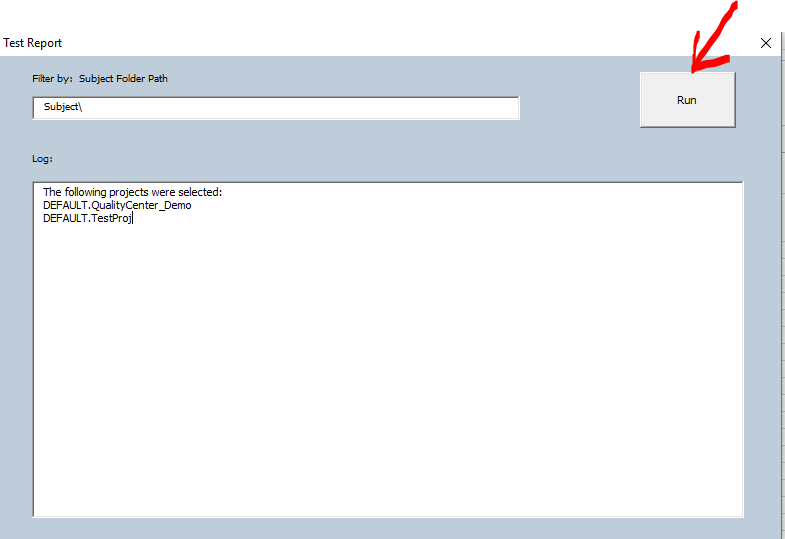 Test Report
Filter by:  Subject Folder Path
Run
Subject\
Log:
The following projects were selected:
DEFAULT.QualityCenter_Demo
DEFAULT.TestProj